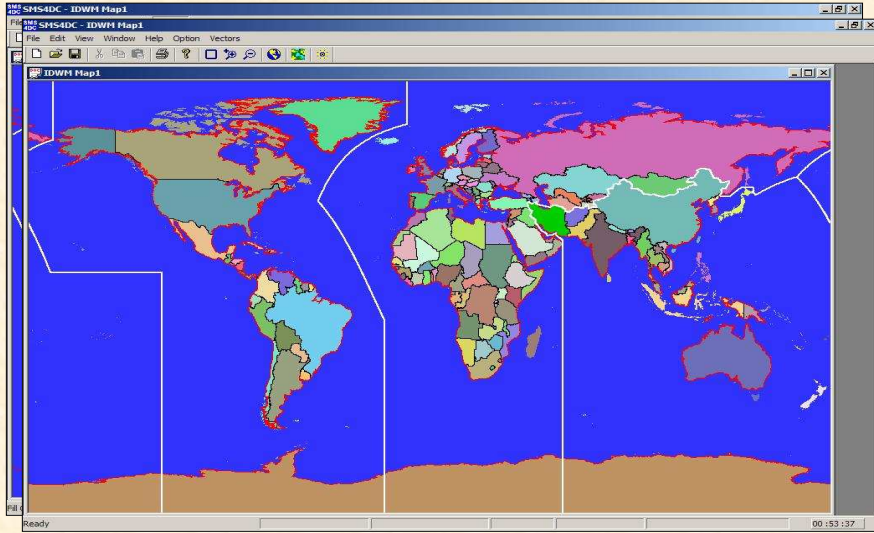 SMS4DC - IDWM Map1
SMS4DC - IDWM Map1
File Edit View Window Help Option Vectors
IDWM Map1
Ready
00:53:37